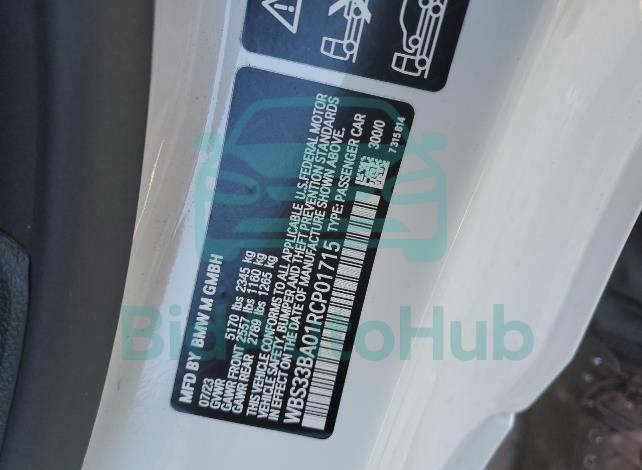 MFD BY BMW M GMBH
07/23
GVWR 5170 lbs 2345 kg
GAWR FRONT 2557 lbs 1160 kg
GAWR REAR 2789 lbs 1265 kg
THIS VEHICLE CONFORMS TO ALL APPLICABLE U.S. FEDERAL MOTOR
VEHICLE SAFETY, BUMPER AND THEFT PREVENTION STANDARDS
IN EFFECT ON THE DATE OF MANUFACTURE SHOWN ABOVE.
WBS33BA01RCP01715 TYPE: PASSENGER CAR
300/0
7315814
BidAutoHub